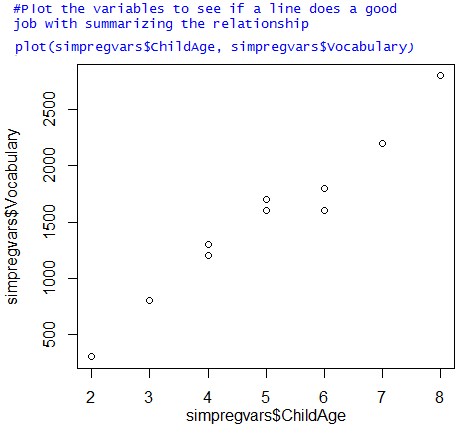 #Plot the variables to see if a line does a good
job with summarizing the relationship
plot(simpregvars$ChildAge, simpregvars$Vocabulary)
simpregvars$Vocabulary
2500
2000
1500
1000
500
2 3 4 5 6 7 8
simpregvars$ChildAge